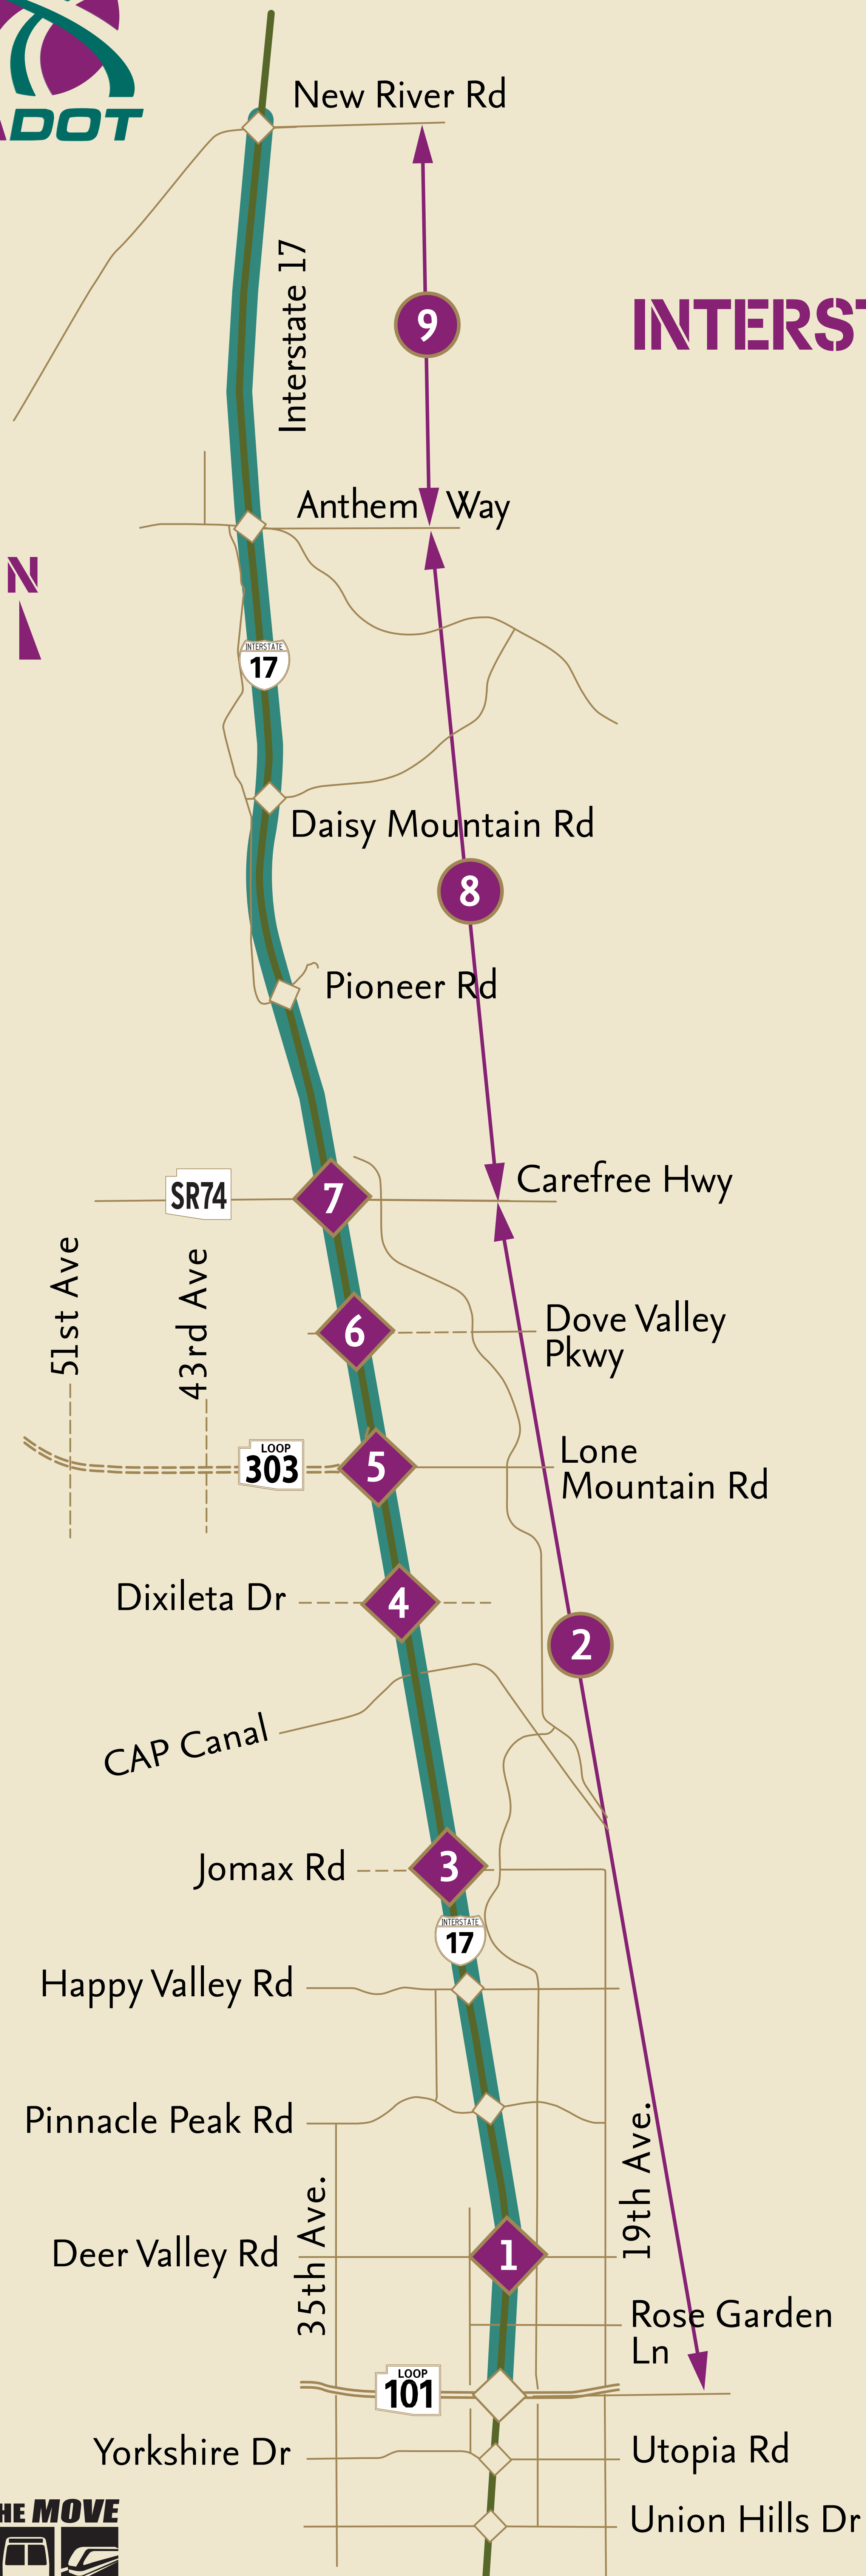 DOT
New River Rd
Interstate 17
9
INTERST
Anthem Way
N
INTERSTATE
17
Daisy Mountain Rd
8
Pioneer Rd
SR74
7
Carefree Hwy
51st Ave
43rd Ave
6
Dove Valley
Pkwy
LOOP
303
5
Lone
Mountain Rd
Dixileta Dr
4
2
CAP Canal
Jomax Rd
3
INTERSTATE
17
Happy Valley Rd
Pinnacle Peak Rd
19th Ave.
35th Ave.
Deer Valley Rd
1
Rose Garden
Ln
LOOP
101
Yorkshire Dr
Utopia Rd
HE MOVE
Union Hills Dr